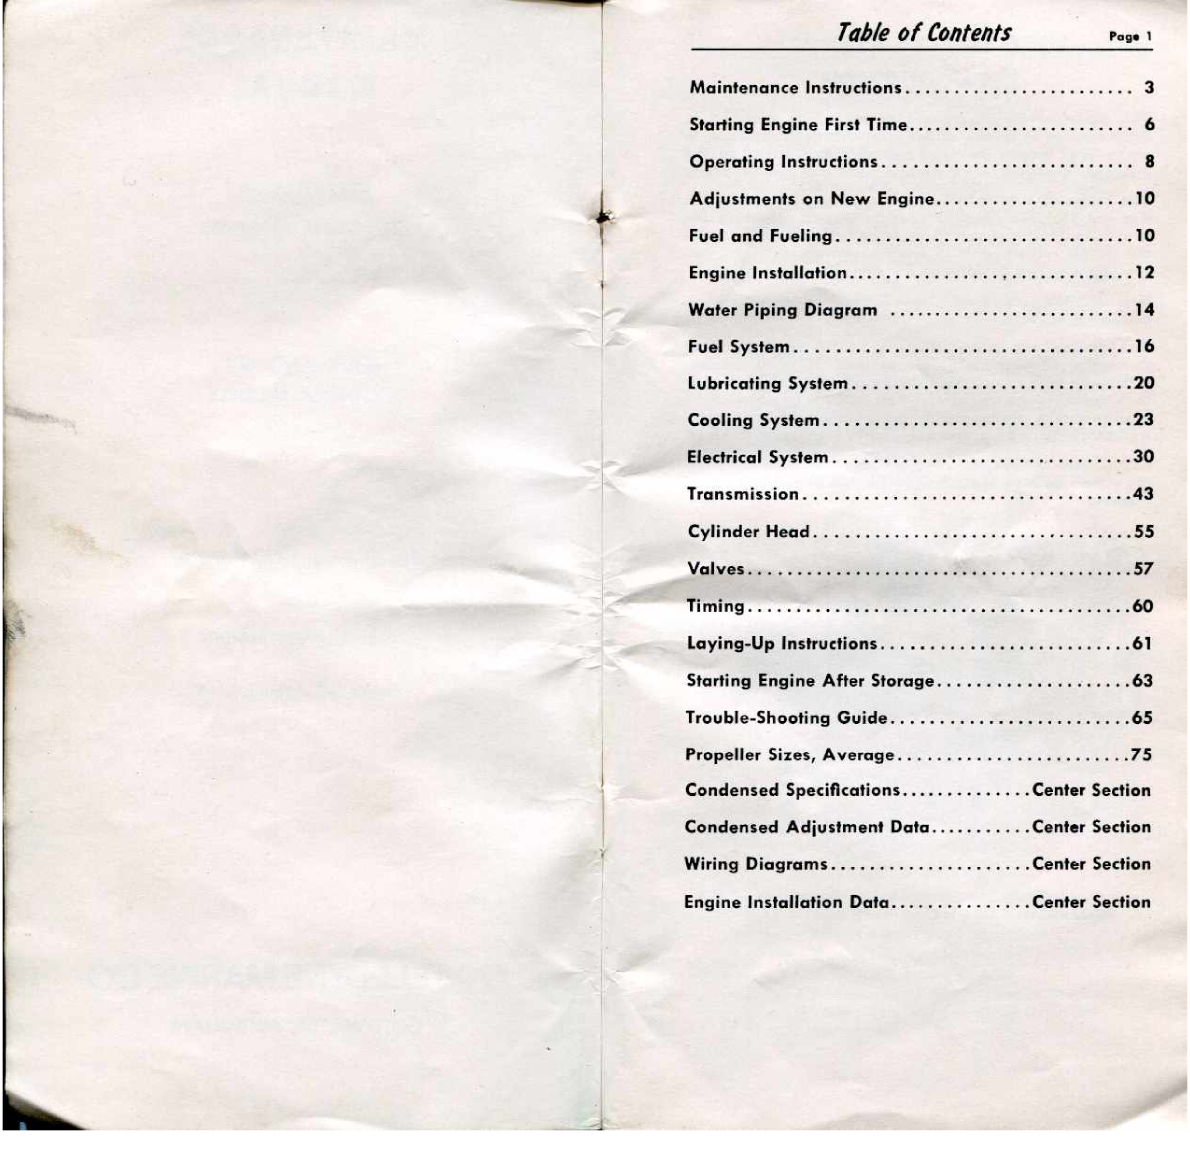 Table of Contents Page 1
Maintenance Instructions........................ 3
Starting Engine First Time....................... 6
Operating Instructions.......................... 8
Adjustments on New Engine.....................10
Fuel and Fueling..............................10
Engine Installation.............................12
Water Piping Diagram ..........................14
Fuel System...................................16
Lubricating System.............................20
Cooling System................................23
Electrical System...............................30
Transmission..................................43
Cylinder Head.................................55
Valves.......................................57
Timing.......................................60
Laying-Up Instructions..........................61
Starting Engine After Storage....................63
Trouble-Shooting Guide.........................65
Propeller Sizes, Average........................75
Condensed Specifications..............Center Section
Condensed Adjustment Data...........Center Section
Wiring Diagrams.....................Center Section
Engine Installation Data...............Center Section